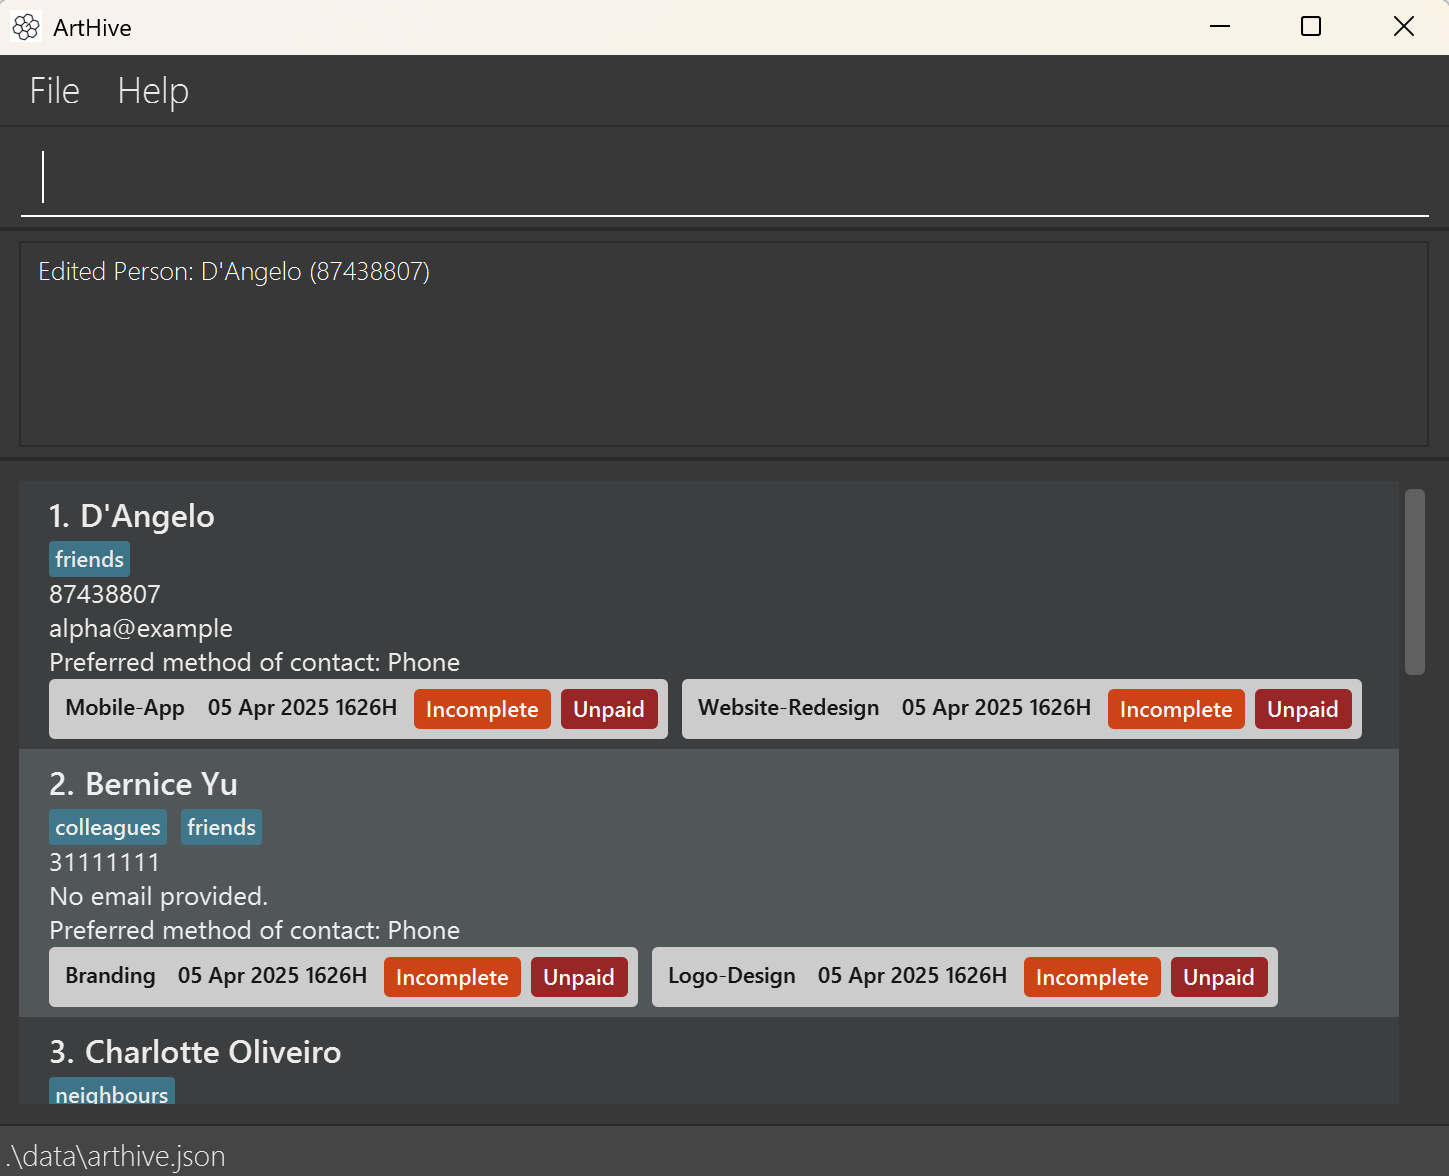 ArtHive
File Help
Edited Person: D'Angelo (87438807)
1. D'Angelo
friends
87438807
alpha@example
Preferred method of contact: Phone
Mobile-App 05 Apr 2025 1626H Incomplete Unpaid Website-Redesign 05 Apr 2025 1626H Incomplete Unpaid
2. Bernice Yu
colleagues friends
31111111
No email provided.
Preferred method of contact: Phone
Branding 05 Apr 2025 1626H Incomplete Unpaid Logo-Design 05 Apr 2025 1626H Incomplete Unpaid
3. Charlotte Oliveiro
neighbours
.\data\arthive.json